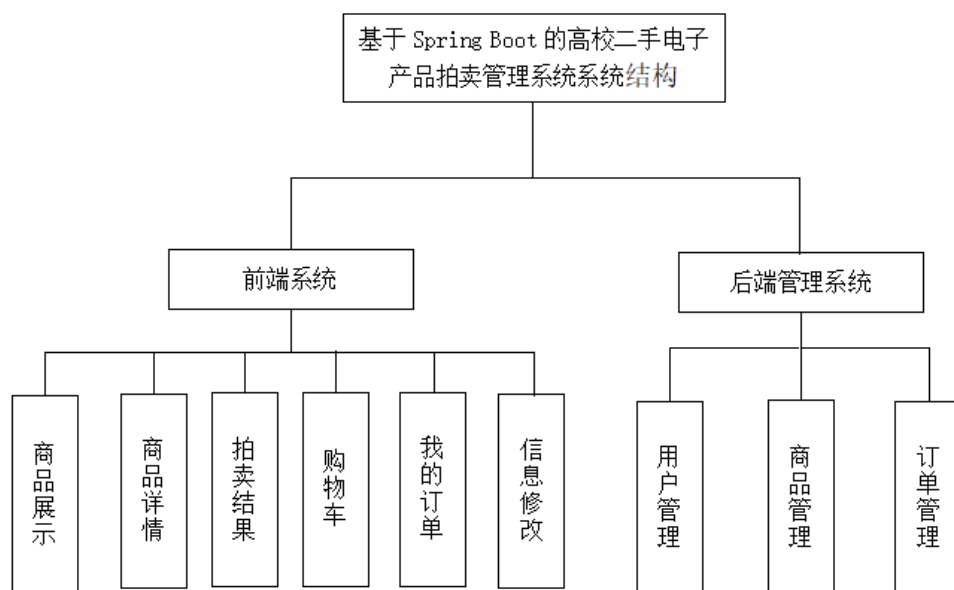 基于 Spring Boot 的高校二手电子
产品拍卖管理系统系统结构
前端系统
后端管理系统
商品展示
商品详情
拍卖结果
购物车
我的订单
信息修改
用户管理
商品管理
订单管理